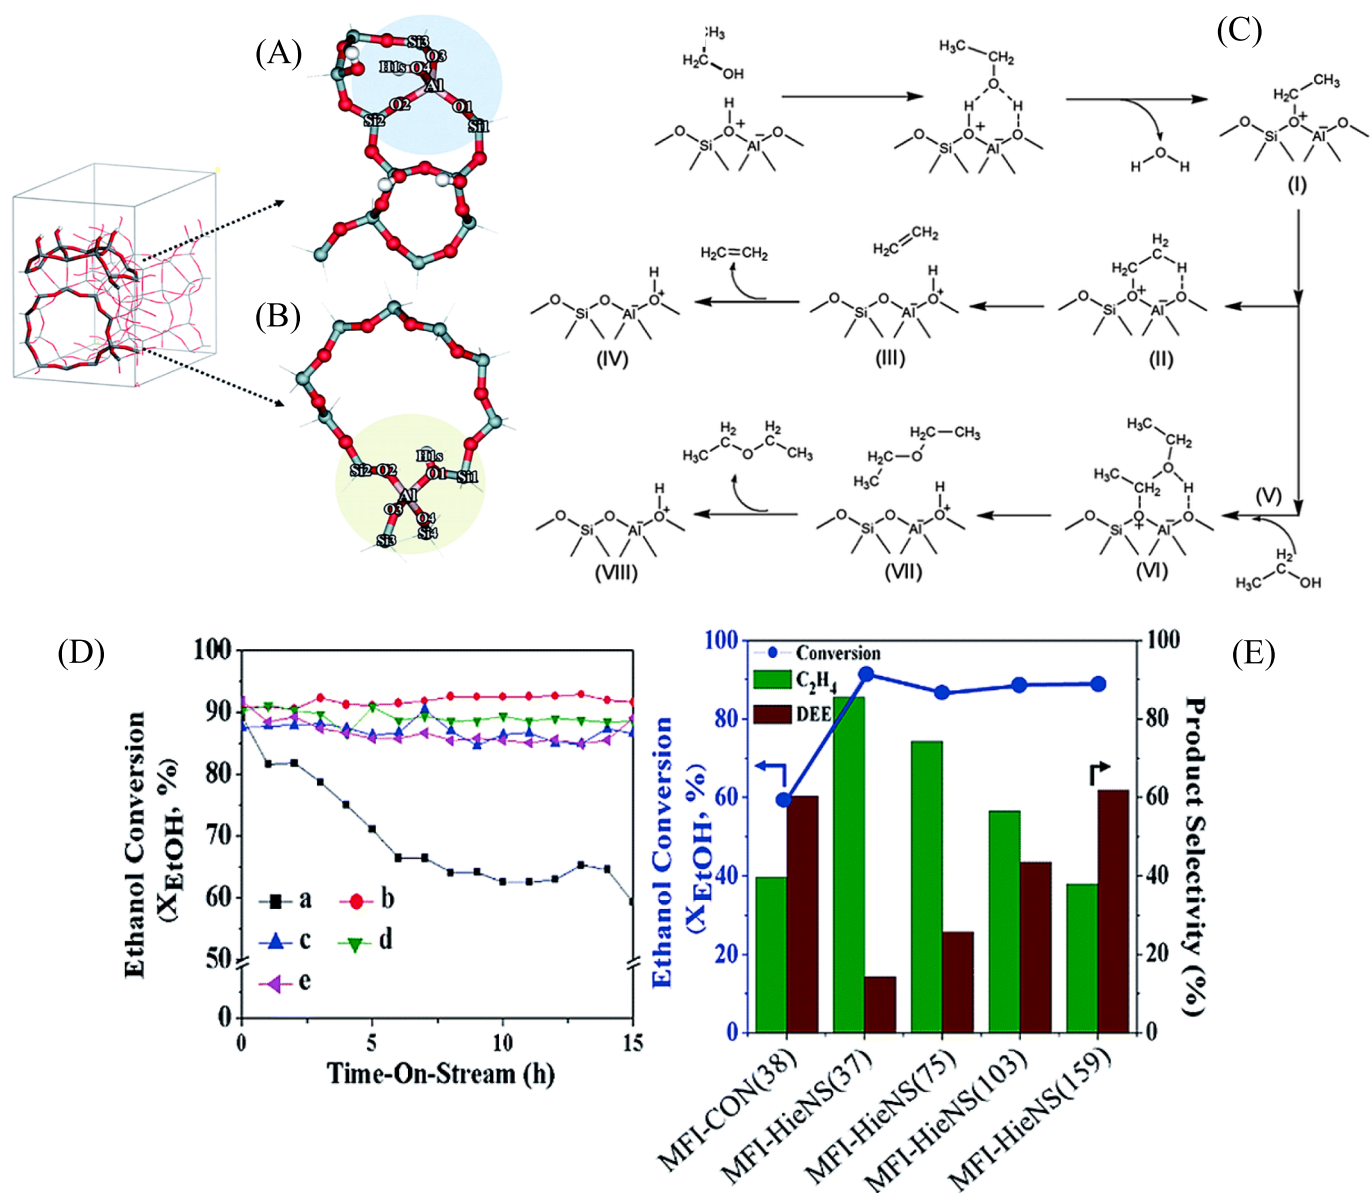 (A)
Si3
O3
H1s
O4
Al
O2
O1
Si2
Si1
(B)
H1s
Si2
O2
O1
Si1
Al
O3
O4
Si3
Si4
(C)
CH3
H2C
OH
H
O
Si
O
+
Al
−
O
H3C
H2
C
O
H
H
O
Si
O
+
Al
−
O
H
O
H
H2
C
CH3
O
Si
O
+
Al
−
O
(I)
H2C=CH2
H
O
Si
O
Al
−
O
+
(IV)
CH2
H2C
H
O
Si
O
Al
−
O
+
(III)
H2
C
H2C
H
O
Si
O
+
Al
−
O
(II)
H2
C
H2
C
H3C
O
CH3
H
O
Si
O
Al
−
O
+
(VIII)
H2C
CH3
H2C
O
H3C
H
O
Si
O
Al
−
O
+
(VII)
H3C
H2
C
H3C
O
CH2
H
O
Si
O
+
Al
−
O
(VI)
(V)
H2
C
H3C
OH
(D)
100
90
80
70
60
50
0
Ethanol Conversion
(XEtOH, %)
a
b
c
d
e
0
5
10
15
Time-On-Stream (h)
(E)
100
80
60
40
20
0
Ethanol Conversion
(XEtOH, %)
Conversion
C2H4
DEE
100
80
60
40
20
0
Product Selectivity (%)
MFI-CON(38)
MFI-HieNS(37)
MFI-HieNS(75)
MFI-HieNS(103)
MFI-HieNS(159)